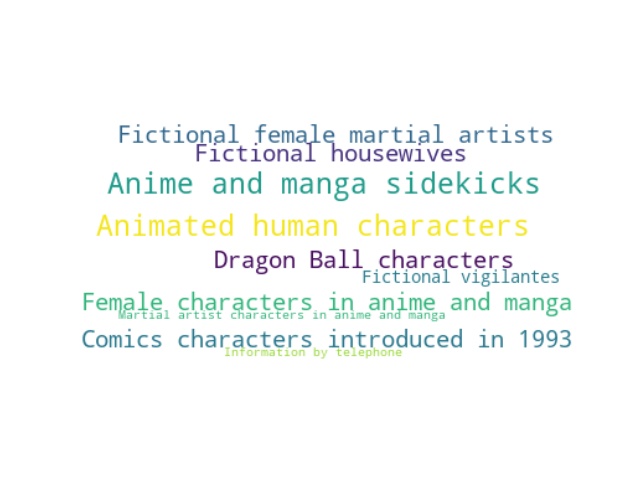 Fictional female martial artists
Fictional housewives
Anime and manga sidekicks
Animated human characters
Dragon Ball characters
Fictional vigilantes
Female characters in anime and manga
Martial artist characters in anime and manga
Comics characters introduced in 1993
Information by telephone